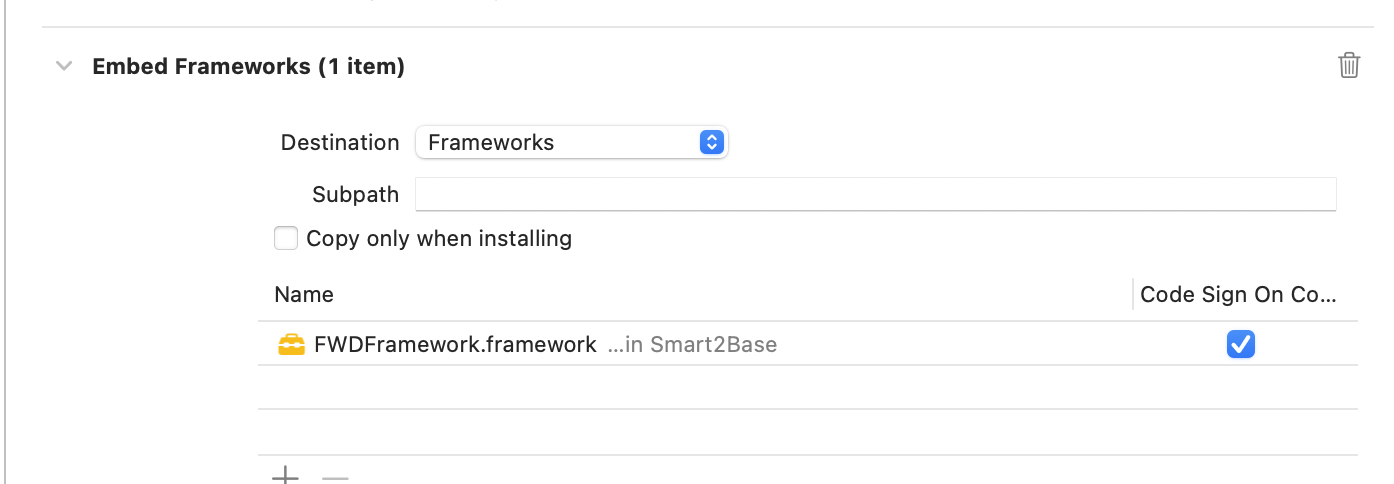 Embed Frameworks (1 item)
Destination Frameworks
Subpath
Copy only when installing
Name Code Sign On Co...
FWDFramework.framework ...in Smart2Base